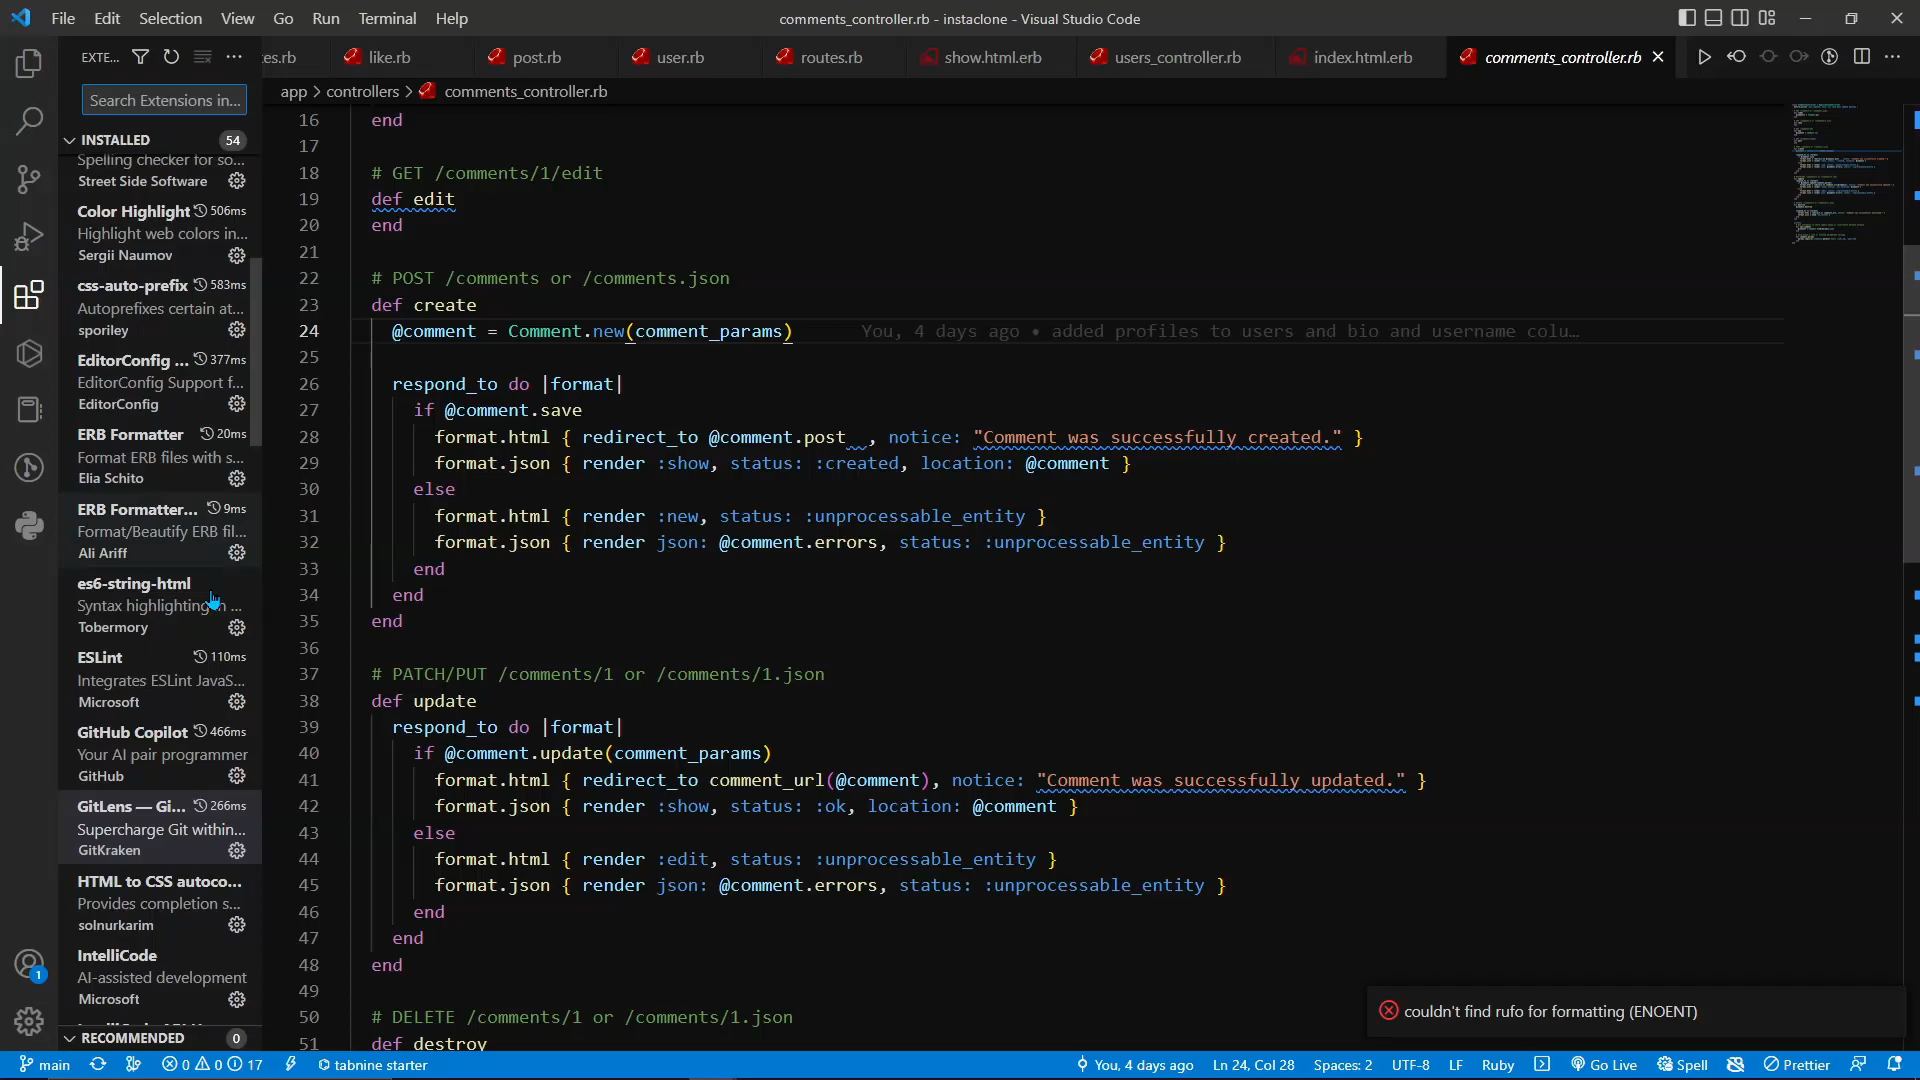 File Edit Selection View Go Run Terminal Help
comments_controller.rb - instaclone - Visual Studio Code
EXTE...
es.rb like.rb post.rb user.rb routes.rb show.html.erb users_controller.rb index.html.erb comments_controller.rb
Search Extensions in...
app > controllers > comments_controller.rb
INSTALLED 54
Spelling checker for so...
Street Side Software
Color Highlight 506ms
Highlight web colors in...
Sergii Naumov
css-auto-prefix 583ms
Autoprefixes certain at...
sporiley
EditorConfig ... 377ms
EditorConfig Support f...
EditorConfig
ERB Formatter 20ms
Format ERB files with s...
Elia Schito
ERB Formatter... 9ms
Format/Beautify ERB fil...
Ali Ariff
es6-string-html
Syntax highlighting in ...
Tobermory
ESLint 110ms
Integrates ESLint JavaS...
Microsoft
GitHub Copilot 466ms
Your AI pair programmer
GitHub
GitLens — Gi... 266ms
Supercharge Git within...
GitKraken
HTML to CSS autoco...
Provides completion s...
solnurkarim
IntelliCode
AI-assisted development
Microsoft
RECOMMENDED 0
16 end
17
18 # GET /comments/1/edit
19 def edit
20 end
21
22 # POST /comments or /comments.json
23 def create
24 @comment = Comment.new(comment_params) You, 4 days ago • added profiles to users and bio and username colu…
25
26 respond_to do |format|
27 if @comment.save
28 format.html { redirect_to @comment.post , notice: "Comment was successfully created." }
29 format.json { render :show, status: :created, location: @comment }
30 else
31 format.html { render :new, status: :unprocessable_entity }
32 format.json { render json: @comment.errors, status: :unprocessable_entity }
33 end
34 end
35 end
36
37 # PATCH/PUT /comments/1 or /comments/1.json
38 def update
39 respond_to do |format|
40 if @comment.update(comment_params)
41 format.html { redirect_to comment_url(@comment), notice: "Comment was successfully updated." }
42 format.json { render :show, status: :ok, location: @comment }
43 else
44 format.html { render :edit, status: :unprocessable_entity }
45 format.json { render json: @comment.errors, status: :unprocessable_entity }
46 end
47 end
48 end
49
50 # DELETE /comments/1 or /comments/1.json
51 def destroy
couldn't find rufo for formatting (ENOENT)
1
main 0 0 17 tabnine starter You, 4 days ago Ln 24, Col 28 Spaces: 2 UTF-8 LF Ruby Go Live Spell Prettier